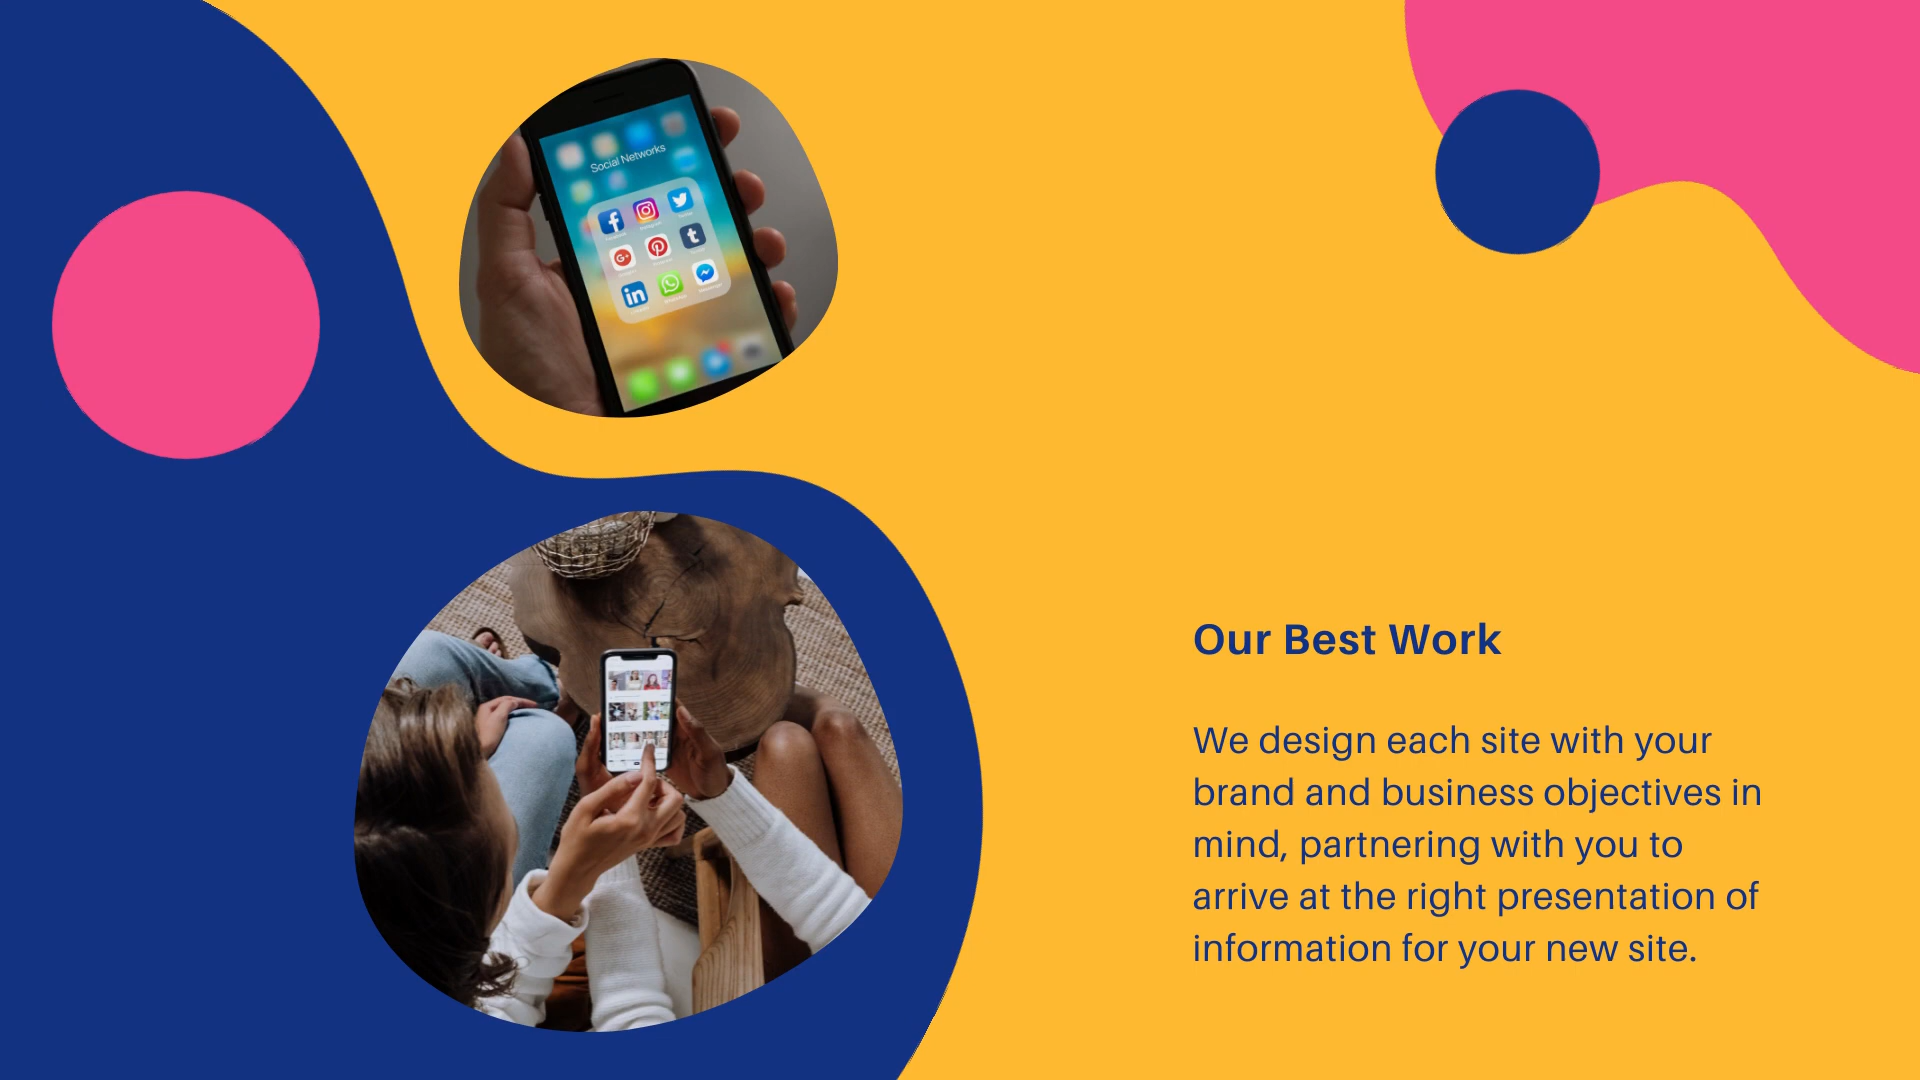 Social Networks
Our Best Work
We design each site with your
brand and business objectives in
mind, partnering with you to
arrive at the right presentation of
information for your new site.